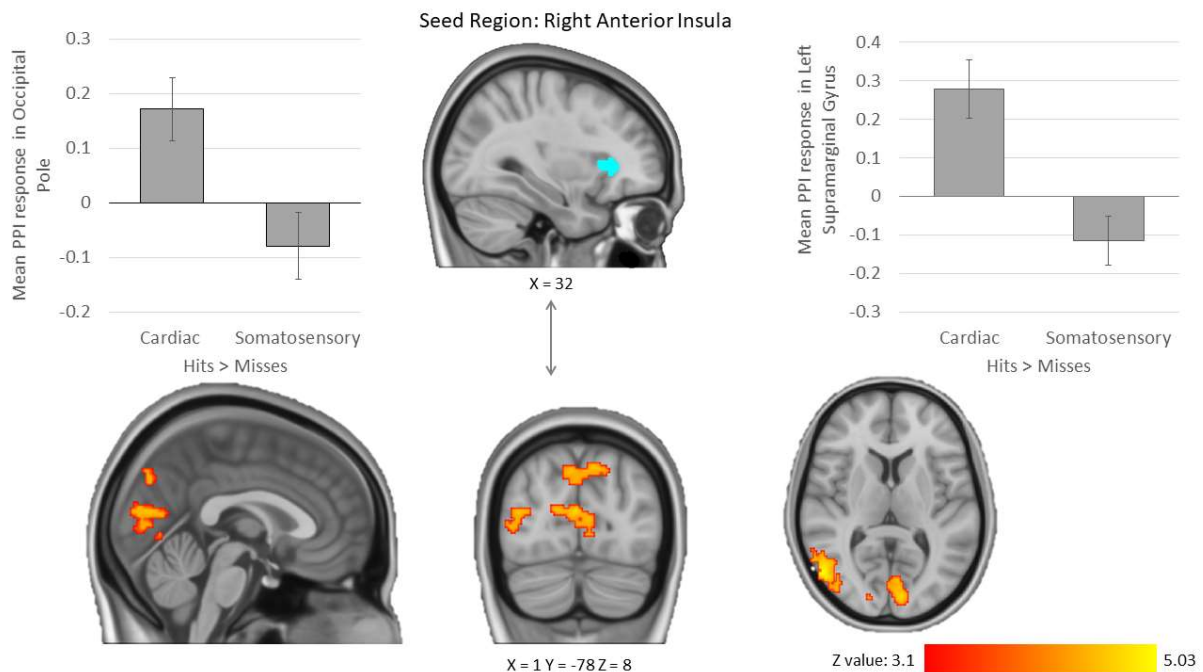 Seed Region: Right Anterior Insula
Mean PPI response in Occipital
Pole
0.3
0.2
0.1
0
-0.1
-0.2
Cardiac Somatosensory
Hits > Misses
X = 32
Mean PPI response in Left
Supramarginal Gyrus
0.4
0.3
0.2
0.1
0
-0.1
-0.2
-0.3
Cardiac Somatosensory
Hits > Misses
X = 1 Y = -78 Z = 8
Z value: 3.1 5.03